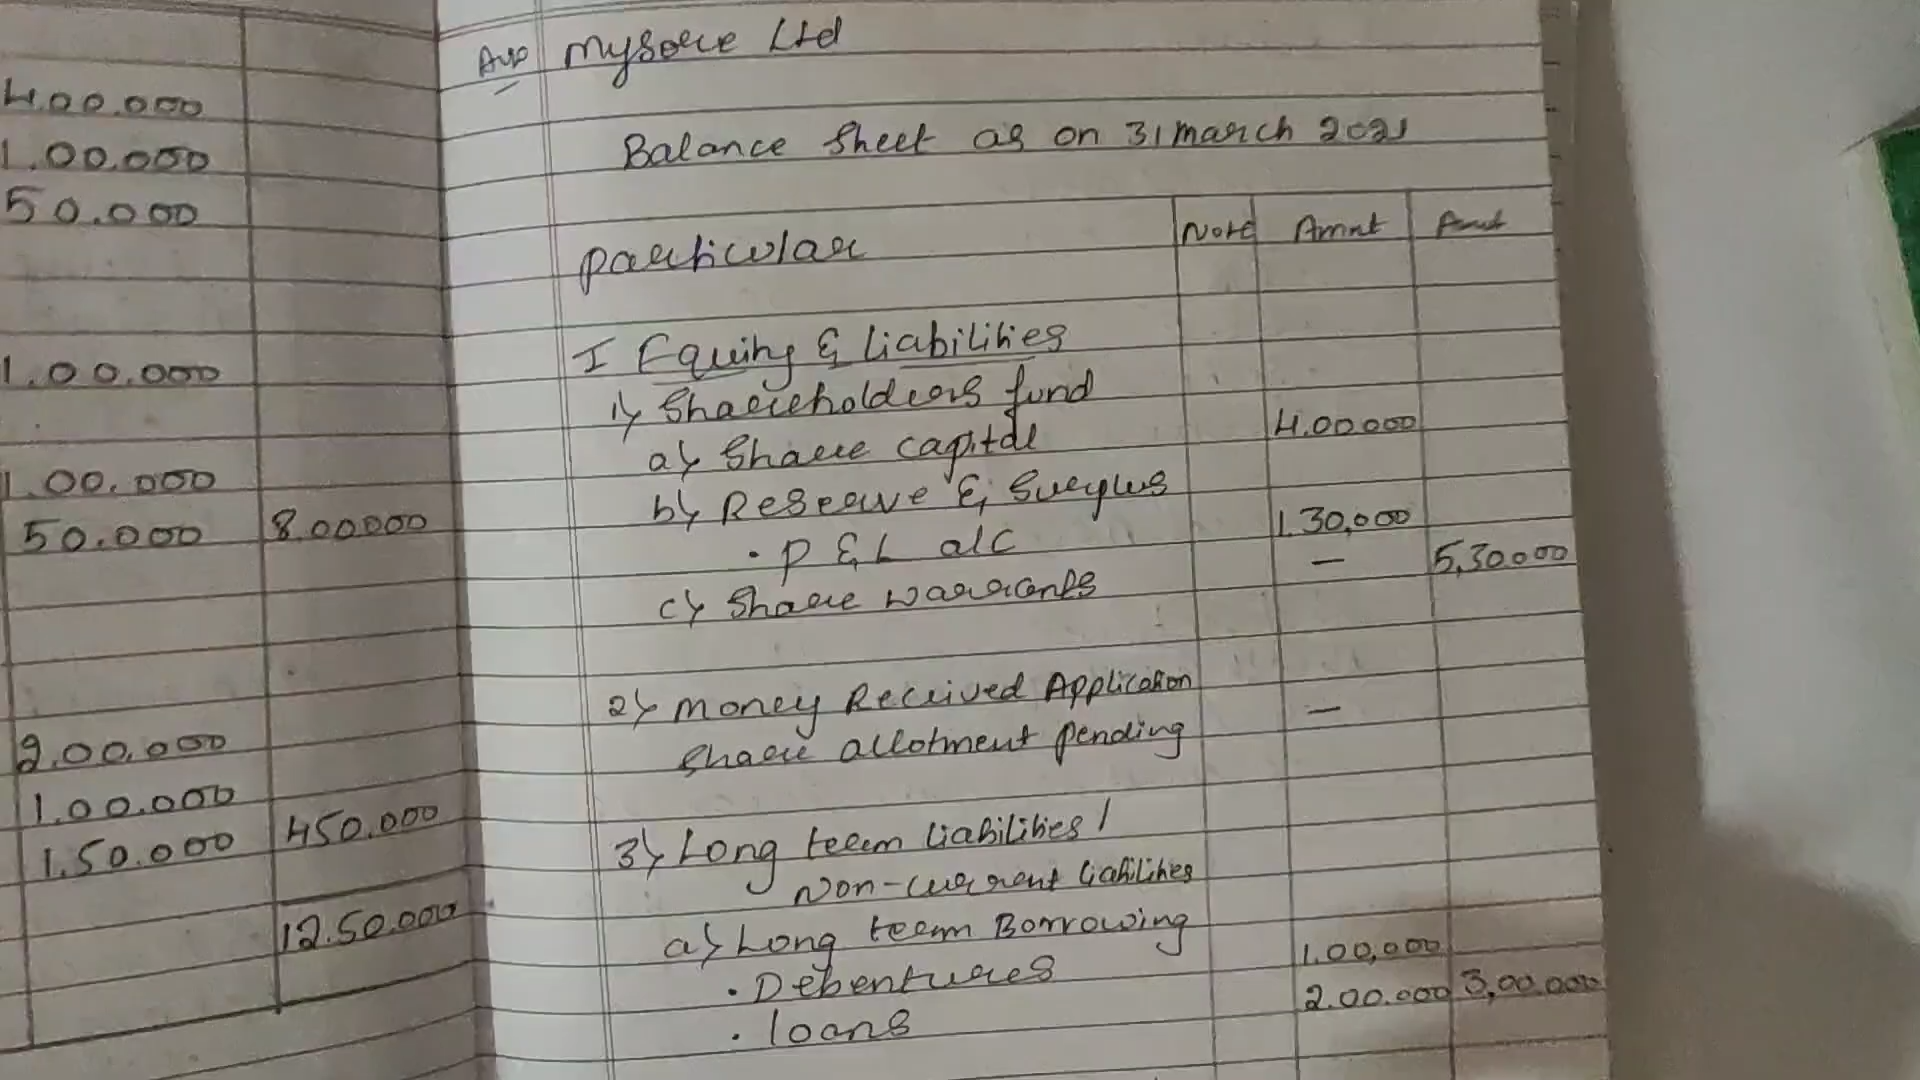 4.00.000
1.00.000
50.000
1.00.000
1.00.000
50.000 8.00000
2.00.000
1.00.000
1.50.000 450.000
12.50.000
Mysore Ltd
Balance Sheet as on 31 march 2021
particular Note Amnt Amt
I Equity & liabilities
1) Shareholders fund
a) Share capital 4.00000
b) Reserve & Surplus
. P & L a/c 1.30,000
c) Share warrants — 5,30000
2) Money Received Application
Share allotment pending —
3) Long term liabilities /
Non-current liabilities
a) Long term Borrowing
. Debentures 1.00,000
. loans 2.00.000 3,00.000